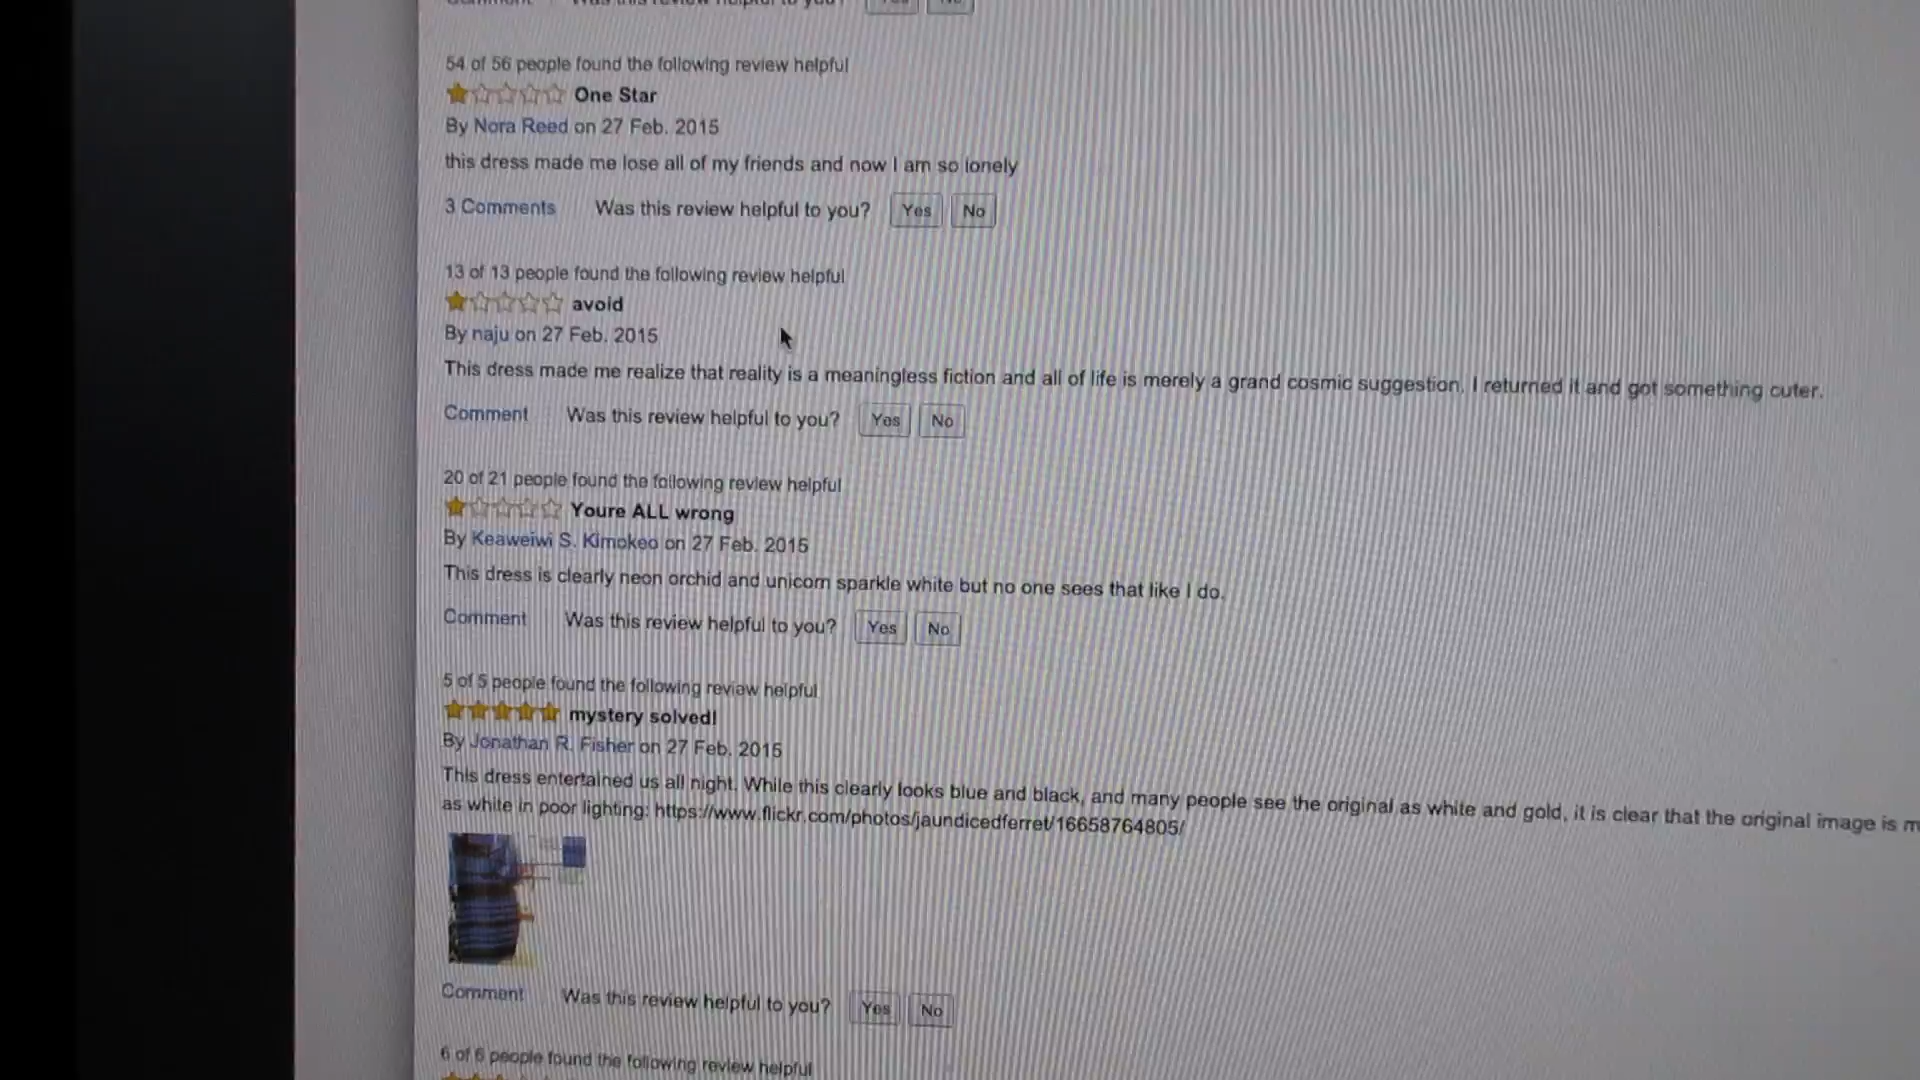 Comment Was this review helpful to you? Yes No
54 of 56 people found the following review helpful
One Star
By Nora Reed on 27 Feb. 2015
this dress made me lose all of my friends and now I am so lonely
3 Comments Was this review helpful to you? Yes No
13 of 13 people found the following review helpful
avoid
By naju on 27 Feb. 2015
This dress made me realize that reality is a meaningless fiction and all of life is merely a grand cosmic suggestion. I returned it and got something cuter.
Comment Was this review helpful to you? Yes No
20 of 21 people found the following review helpful
Youre ALL wrong
By Keaweiwi S. Kimokeo on 27 Feb. 2015
This dress is clearly neon orchid and unicorn sparkle white but no one sees that like I do.
Comment Was this review helpful to you? Yes No
5 of 5 people found the following review helpful
mystery solved!
By Jonathan R. Fisher on 27 Feb. 2015
This dress entertained us all night. While this clearly looks blue and black, and many people see the original as white and gold, it is clear that the original image is
as white in poor lighting: https://www.flickr.com/photos/jaundicedferret/16658764805/
Comment Was this review helpful to you? Yes No
6 of 6 people found the following review helpful